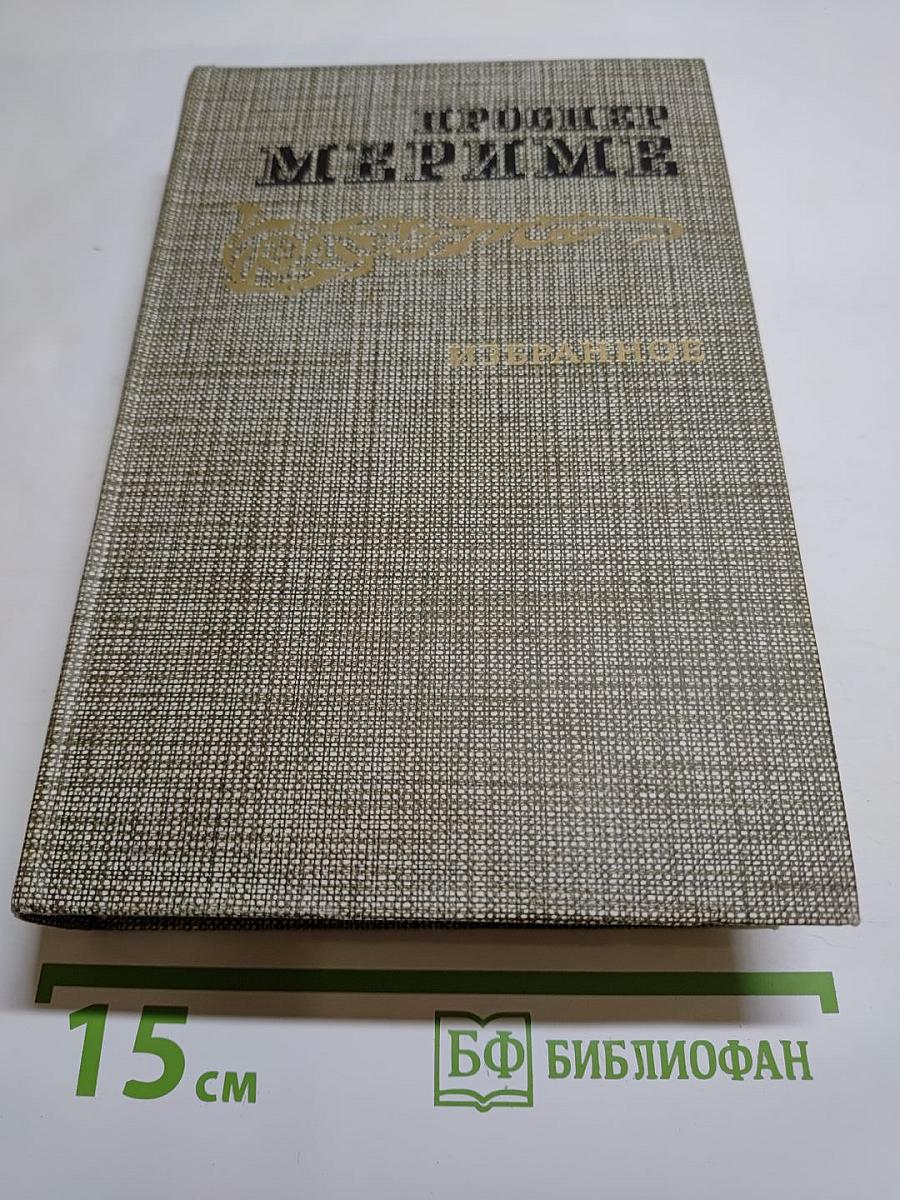 ПРОСПЕР
МЕРИМЕ
ИЗБРАННОЕ
15 см
БФ БИБЛИОФАН